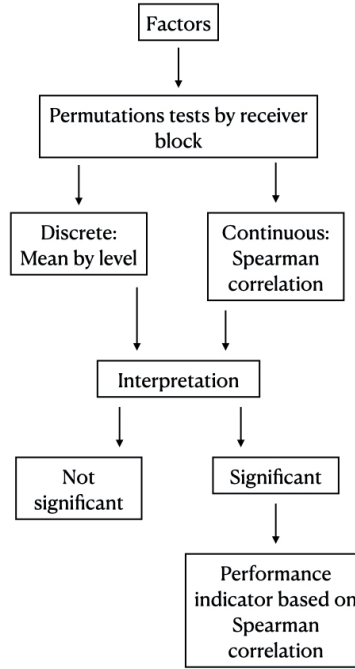 Factors
Permutations tests by receiver
block
Discrete:
Mean by level
Continuous:
Spearman
correlation
Interpretation
Not
significant
Significant
Performance
indicator based on
Spearman
correlation